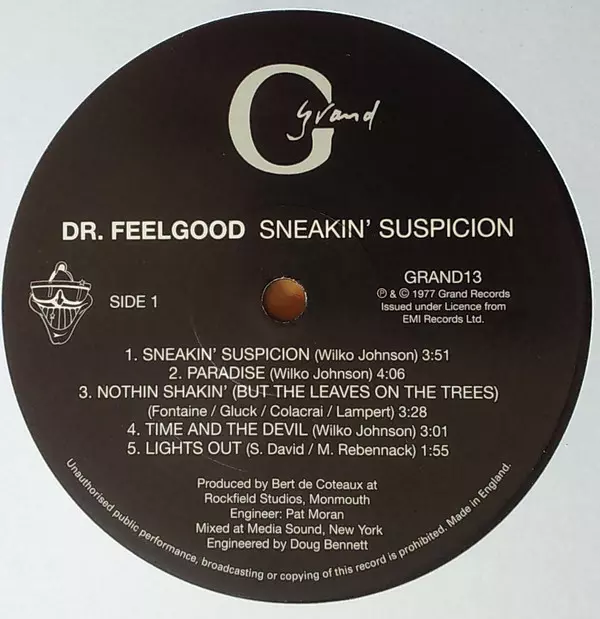 G
grand
DR. FEELGOOD SNEAKIN' SUSPICION
SIDE 1
GRAND13
℗ & © 1977 Grand Records
Issued under Licence from
EMI Records Ltd.
1. SNEAKIN' SUSPICION (Wilko Johnson) 3:51
2. PARADISE (Wilko Johnson) 4:06
3. NOTHIN SHAKIN' (BUT THE LEAVES ON THE TREES)
(Fontaine / Gluck / Colacrai / Lampert) 3:28
4. TIME AND THE DEVIL (Wilko Johnson) 3:01
5. LIGHTS OUT (S. David / M. Rebennack) 1:55
Produced by Bert de Coteaux at
Rockfield Studios, Monmouth
Engineer: Pat Moran
Mixed at Media Sound, New York
Engineered by Doug Bennett
Unauthorised public performance, broadcasting or copying of this record is prohibited. Made in England.